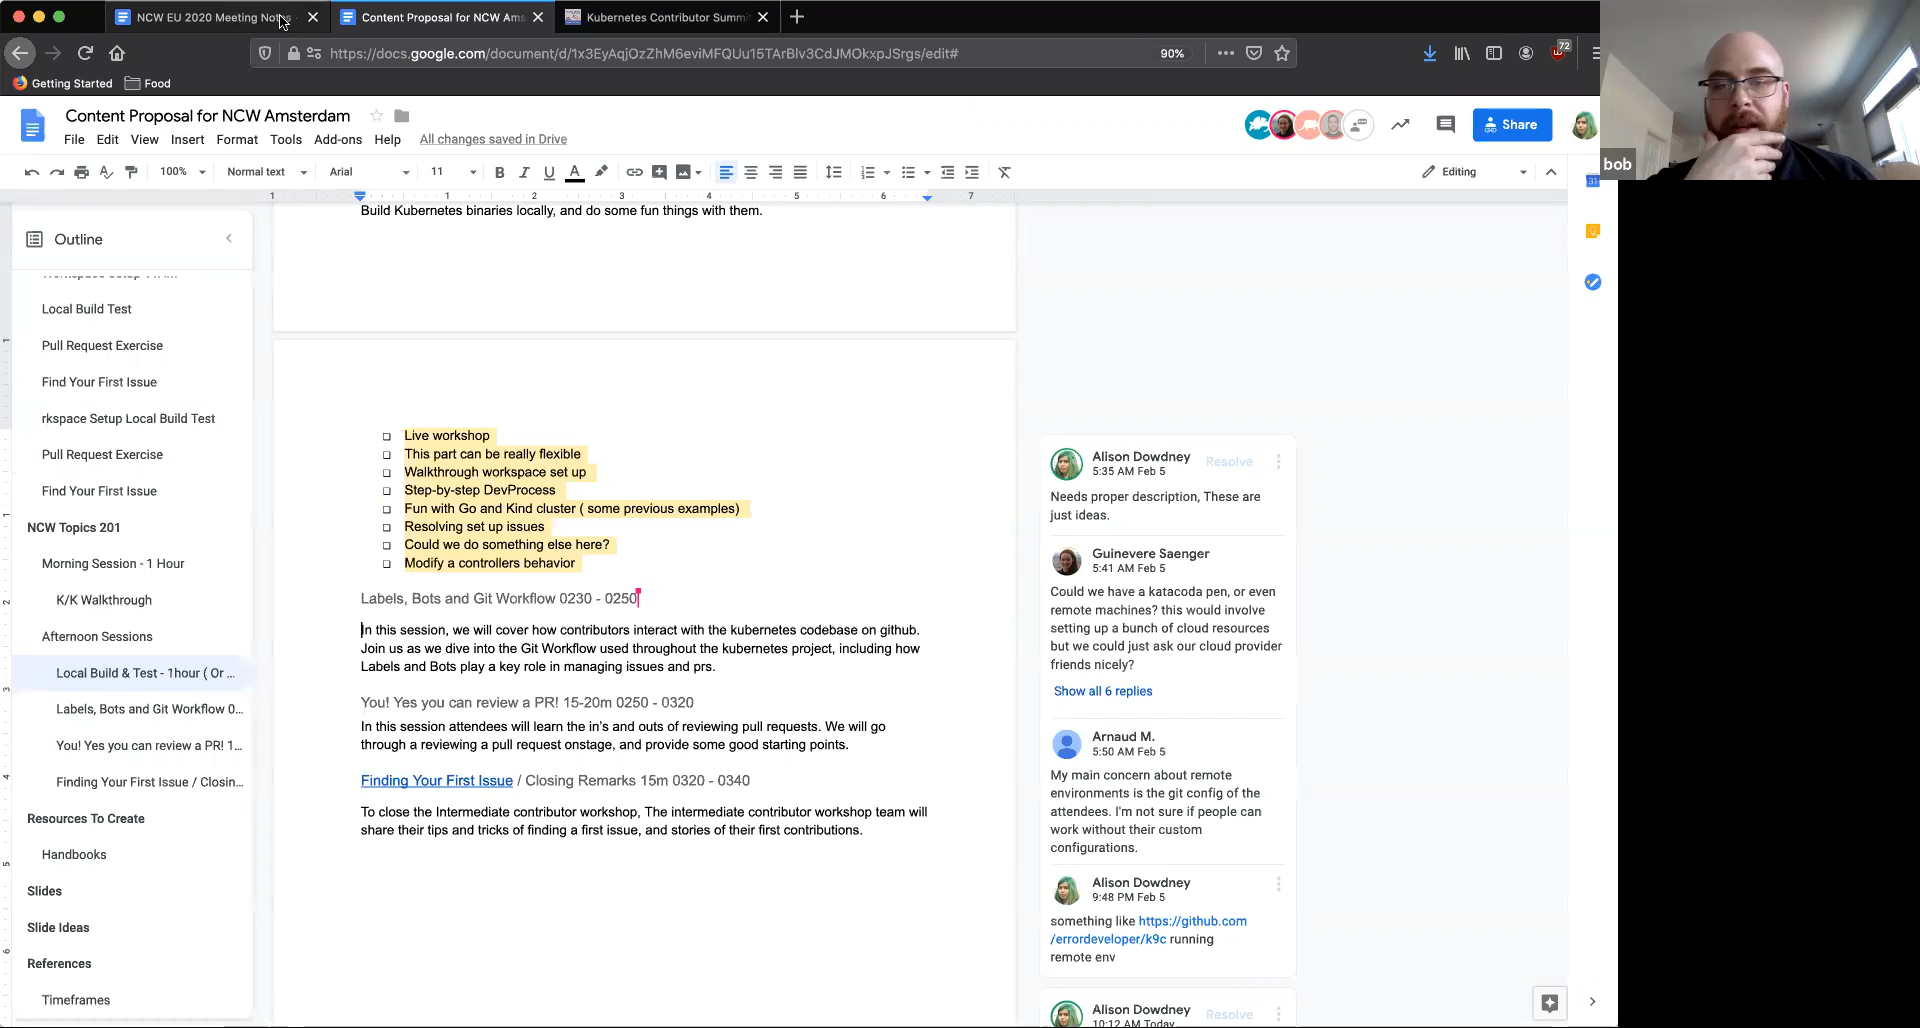 NCW EU 2020 Meeting Notes
Content Proposal for NCW Ams
Kubernetes Contributor Summi
https://docs.google.com/document/d/1x3EyAqjOzZhM6eviMFQUu15TArBlv3CdJMOkxpJSrgs/edit#
90%
72
Getting Started
Food
Content Proposal for NCW Amsterdam
File Edit View Insert Format Tools Add-ons Help All changes saved in Drive
Share
bob
100% Normal text Arial 11 B I U A Editing
31
1 1 2 3 4 5 6 7
Outline
Local Build Test
Pull Request Exercise
Find Your First Issue
rkspace Setup Local Build Test
Pull Request Exercise
Find Your First Issue
NCW Topics 201
Morning Session - 1 Hour
K/K Walkthrough
Afternoon Sessions
Local Build & Test - 1hour ( Or ...
Labels, Bots and Git Workflow 0...
You! Yes you can review a PR! 1...
Finding Your First Issue / Closin...
Resources To Create
Handbooks
Slides
Slide Ideas
References
Timeframes
Build Kubernetes binaries locally, and do some fun things with them.
Live workshop
This part can be really flexible
Walkthrough workspace set up
Step-by-step DevProcess
Fun with Go and Kind cluster ( some previous examples)
Resolving set up issues
Could we do something else here?
Modify a controllers behavior
Labels, Bots and Git Workflow 0230 - 0250
In this session, we will cover how contributors interact with the kubernetes codebase on github.
Join us as we dive into the Git Workflow used throughout the kubernetes project, including how
Labels and Bots play a key role in managing issues and prs.
You! Yes you can review a PR! 15-20m 0250 - 0320
In this session attendees will learn the in's and outs of reviewing pull requests. We will go
through a reviewing a pull request onstage, and provide some good starting points.
Finding Your First Issue / Closing Remarks 15m 0320 - 0340
To close the Intermediate contributor workshop, The intermediate contributor workshop team will
share their tips and tricks of finding a first issue, and stories of their first contributions.
Alison Dowdney
Resolve
5:35 AM Feb 5
Needs proper description, These are
just ideas.
Guinevere Saenger
5:41 AM Feb 5
Could we have a katacoda pen, or even
remote machines? this would involve
setting up a bunch of cloud resources
but we could just ask our cloud provider
friends nicely?
Show all 6 replies
Arnaud M.
5:50 AM Feb 5
My main concern about remote
environments is the git config of the
attendees. I'm not sure if people can
work without their custom
configurations.
Alison Dowdney
9:48 PM Feb 5
something like https://github.com
/errordeveloper/k9c running
remote env
Alison Dowdney
Resolve
10:12 AM Today